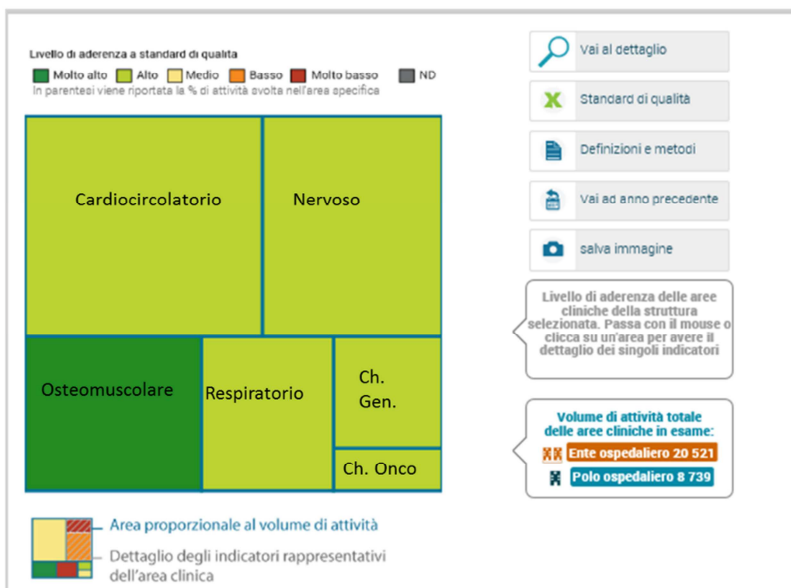 Livello di aderenza a standard di qualità
Molto alto Alto Medio Basso Molto basso ND
In parentesi viene riportata la % di attività svolta nell'area specifica
Cardiocircolatorio
Nervoso
Osteomuscolare
Respiratorio
Ch.
Gen.
Ch. Onco
Area proporzionale al volume di attività
Dettaglio degli indicatori rappresentativi
dell'area clinica
Vai al dettaglio
Standard di qualità
Definizioni e metodi
Vai ad anno precedente
salva immagine
Livello di aderenza delle aree
cliniche della struttura
selezionata. Passa con il mouse o
clicca su un'area per avere il
dettaglio dei singoli indicatori
Volume di attività totale
delle aree cliniche in esame:
Ente ospedaliero 20 521
Polo ospedaliero 8 739